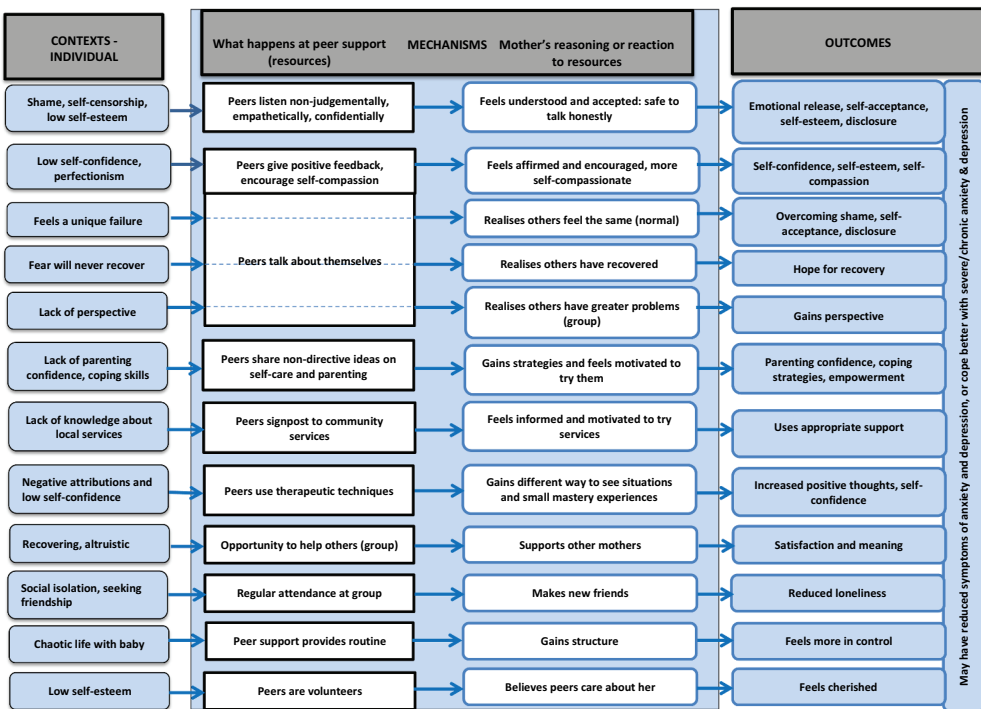 CONTEXTS -
INDIVIDUAL
What happens at peer support
(resources)
MECHANISMS
Mother's reasoning or reaction
to resources
OUTCOMES
Shame, self-censorship,
low self-esteem
Peers listen non-judgementally,
empathetically, confidentially
Feels understood and accepted: safe to
talk honestly
Emotional release, self-acceptance,
self-esteem, disclosure
Low self-confidence,
perfectionism
Peers give positive feedback,
encourage self-compassion
Feels affirmed and encouraged, more
self-compassionate
Self-confidence, self-esteem, self-
compassion
Feels a unique failure
Peers talk about themselves
Realises others feel the same (normal)
Overcoming shame, self-
acceptance, disclosure
Fear will never recover
Realises others have recovered
Hope for recovery
Lack of perspective
Realises others have greater problems
(group)
Gains perspective
Lack of parenting
confidence, coping skills
Peers share non-directive ideas on
self-care and parenting
Gains strategies and feels motivated to
try them
Parenting confidence, coping
strategies, empowerment
Lack of knowledge about
local services
Peers signpost to community
services
Feels informed and motivated to try
services
Uses appropriate support
Negative attributions and
low self-confidence
Peers use therapeutic techniques
Gains different way to see situations
and small mastery experiences
Increased positive thoughts, self-
confidence
Recovering, altruistic
Opportunity to help others (group)
Supports other mothers
Satisfaction and meaning
Social isolation, seeking
friendship
Regular attendance at group
Makes new friends
Reduced loneliness
Chaotic life with baby
Peer support provides routine
Gains structure
Feels more in control
Low self-esteem
Peers are volunteers
Believes peers care about her
Feels cherished
May have reduced symptoms of anxiety and depression, or cope better with severe/chronic anxiety & depression